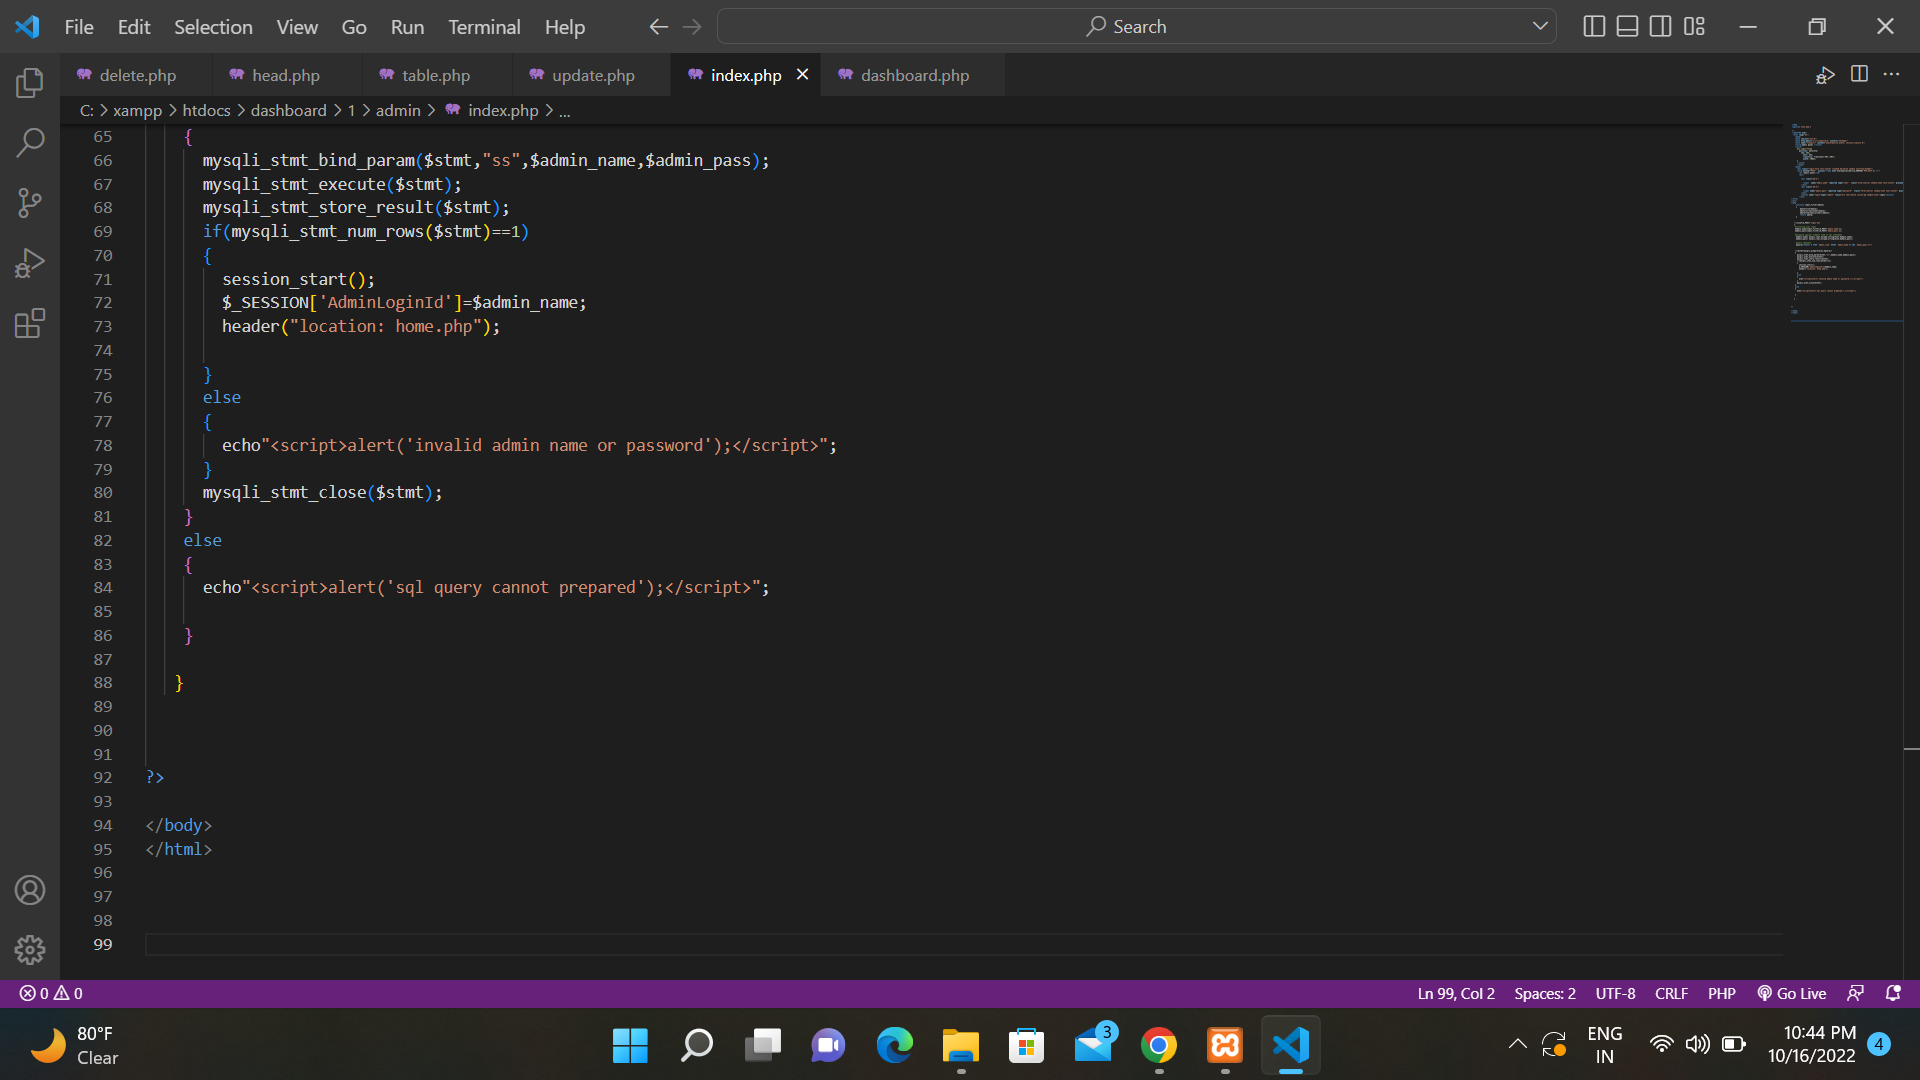 File Edit Selection View Go Run Terminal Help
Search
delete.php head.php table.php update.php index.php dashboard.php
C: > xampp > htdocs > dashboard > 1 > admin > index.php > ...
65 {
66 mysqli_stmt_bind_param($stmt,"ss",$admin_name,$admin_pass);
67 mysqli_stmt_execute($stmt);
68 mysqli_stmt_store_result($stmt);
69 if(mysqli_stmt_num_rows($stmt)==1)
70 {
71 session_start();
72 $_SESSION['AdminLoginId']=$admin_name;
73 header("location: home.php");
74
75 }
76 else
77 {
78 echo"<script>alert('invalid admin name or password');</script>";
79 }
80 mysqli_stmt_close($stmt);
81 }
82 else
83 {
84 echo"<script>alert('sql query cannot prepared');</script>";
85
86 }
87
88 }
89
90
91
92 ?>
93
94 </body>
95 </html>
96
97
98
99
0 0 Ln 99, Col 2 Spaces: 2 UTF-8 CRLF PHP Go Live
80°F
Clear
3
ENG
IN
10:44 PM
10/16/2022
4